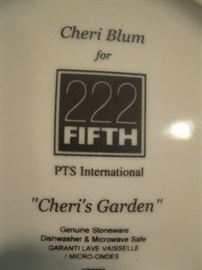 Cheri Blum
for
222
FIFTH
PTS International
"Cheri's Garden"
Genuine Stoneware
Dishwasher & Microwave Safe
GARANTI LAVE VAISSELLE
/ MICRO-ONDES